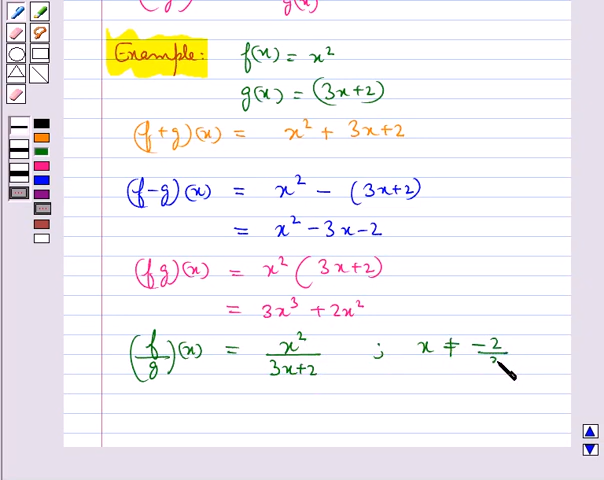 (f/g) g(x)
Example: f(x) = x²
g(x) = (3x+2)
(f+g)(x) = x² + 3x+2
(f-g)(x) = x² - (3x+2)
= x² - 3x - 2
(fg)(x) = x² (3x+2)
= 3x³ + 2x²
(f/g)(x) = x²/3x+2 ; x ≠ -2/